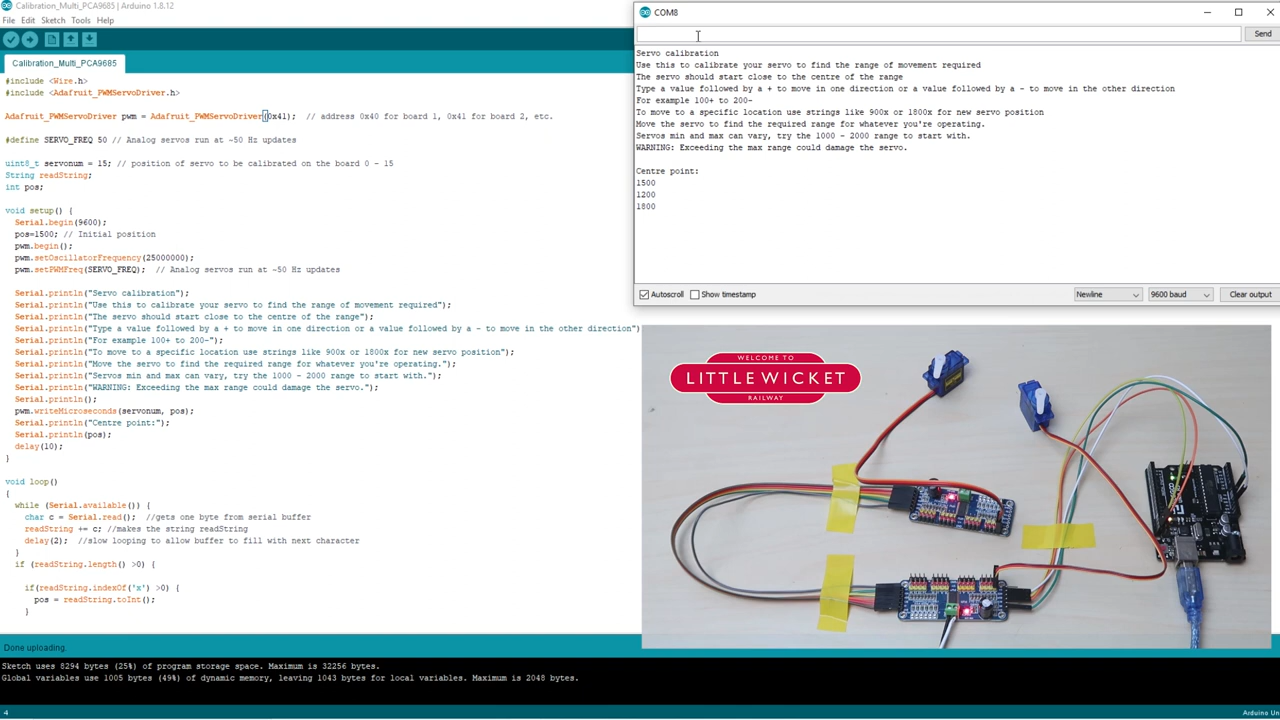 Calibration_Multi_PCA9685 | Arduino 1.8.12
File Edit Sketch Tools Help
Calibration_Multi_PCA9685
#include <Wire.h>
#include <Adafruit_PWMServoDriver.h>
Adafruit_PWMServoDriver pwm = Adafruit_PWMServoDriver(0x41); // address 0x40 for board 1, 0x41 for board 2, etc.
#define SERVO_FREQ 50 // Analog servos run at ~50 Hz updates
uint8_t servonum = 15; // position of servo to be calibrated on the board 0 - 15
String readString;
int pos;
void setup() {
Serial.begin(9600);
pos=1500; // Initial position
pwm.begin();
pwm.setOscillatorFrequency(25000000);
pwm.setPWMFreq(SERVO_FREQ); // Analog servos run at ~50 Hz updates
Serial.println("Servo calibration");
Serial.println("Use this to calibrate your servo to find the range of movement required");
Serial.println("The servo should start close to the centre of the range");
Serial.println("Type a value followed by a + to move in one direction or a value followed by a - to move in the other direction")
Serial.println("For example 100+ to 200-");
Serial.println("To move to a specific location use strings like 900x or 1800x for new servo position");
Serial.println("Move the servo to find the required range for whatever you're operating.");
Serial.println("Servos min and max can vary, try the 1000 - 2000 range to start with.");
Serial.println("WARNING: Exceeding the max range could damage the servo.");
Serial.println();
pwm.writeMicroseconds(servonum, pos);
Serial.println("Centre point:");
Serial.println(pos);
delay(10);
}
void loop()
{
while (Serial.available()) {
char c = Serial.read(); //gets one byte from serial buffer
readString += c; //makes the string readString
delay(2); //slow looping to allow buffer to fill with next character
}
if (readString.length() >0) {
if(readString.indexOf('x') >0) {
pos = readString.toInt();
}
Done uploading.
Sketch uses 8294 bytes (25%) of program storage space. Maximum is 32256 bytes.
Global variables use 1005 bytes (49%) of dynamic memory, leaving 1043 bytes for local variables. Maximum is 2048 bytes.
4
Arduino Un
COM8
Send
Servo calibration
Use this to calibrate your servo to find the range of movement required
The servo should start close to the centre of the range
Type a value followed by a + to move in one direction or a value followed by a - to move in the other direction
For example 100+ to 200-
To move to a specific location use strings like 900x or 1800x for new servo position
Move the servo to find the required range for whatever you're operating.
Servos min and max can vary, try the 1000 - 2000 range to start with.
WARNING: Exceeding the max range could damage the servo.
Centre point:
1500
1200
1800
Autoscroll Show timestamp Newline 9600 baud Clear output
WELCOME TO
LITTLE WICKET
RAILWAY